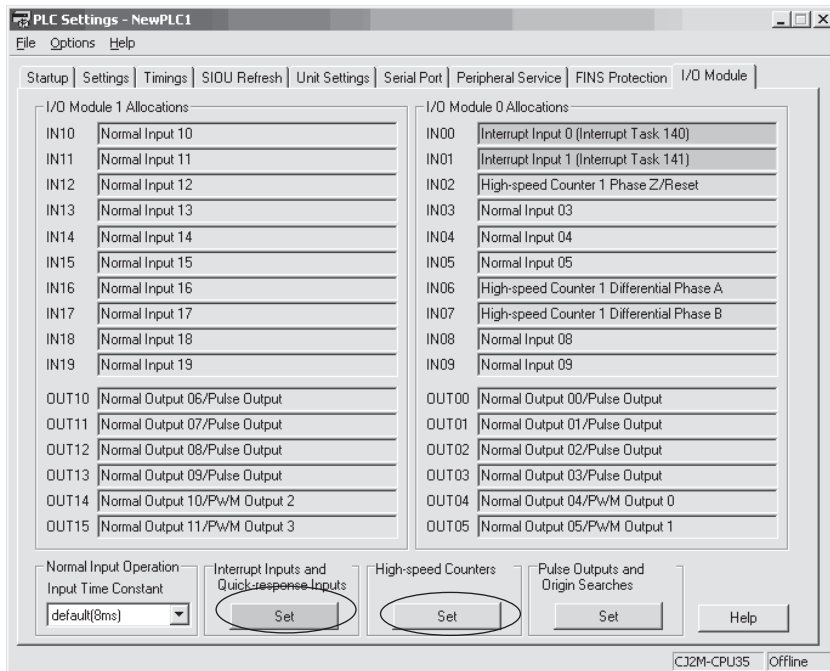 PLC Settings - NewPLC1
File Options Help
Startup Settings Timings SIOU Refresh Unit Settings Serial Port Peripheral Service FINS Protection I/O Module
I/O Module 1 Allocations
IN10 Normal Input 10
IN11 Normal Input 11
IN12 Normal Input 12
IN13 Normal Input 13
IN14 Normal Input 14
IN15 Normal Input 15
IN16 Normal Input 16
IN17 Normal Input 17
IN18 Normal Input 18
IN19 Normal Input 19
OUT10 Normal Output 06/Pulse Output
OUT11 Normal Output 07/Pulse Output
OUT12 Normal Output 08/Pulse Output
OUT13 Normal Output 09/Pulse Output
OUT14 Normal Output 10/PWM Output 2
OUT15 Normal Output 11/PWM Output 3
I/O Module 0 Allocations
IN00 Interrupt Input 0 (Interrupt Task 140)
IN01 Interrupt Input 1 (Interrupt Task 141)
IN02 High-speed Counter 1 Phase Z/Reset
IN03 Normal Input 03
IN04 Normal Input 04
IN05 Normal Input 05
IN06 High-speed Counter 1 Differential Phase A
IN07 High-speed Counter 1 Differential Phase B
IN08 Normal Input 08
IN09 Normal Input 09
OUT00 Normal Output 00/Pulse Output
OUT01 Normal Output 01/Pulse Output
OUT02 Normal Output 02/Pulse Output
OUT03 Normal Output 03/Pulse Output
OUT04 Normal Output 04/PWM Output 0
OUT05 Normal Output 05/PWM Output 1
Normal Input Operation
Input Time Constant
default(8ms)
Interrupt Inputs and
Quick-response Inputs
Set
High-speed Counters
Set
Pulse Outputs and
Origin Searches
Set
Help
CJ2M-CPU35 Offline